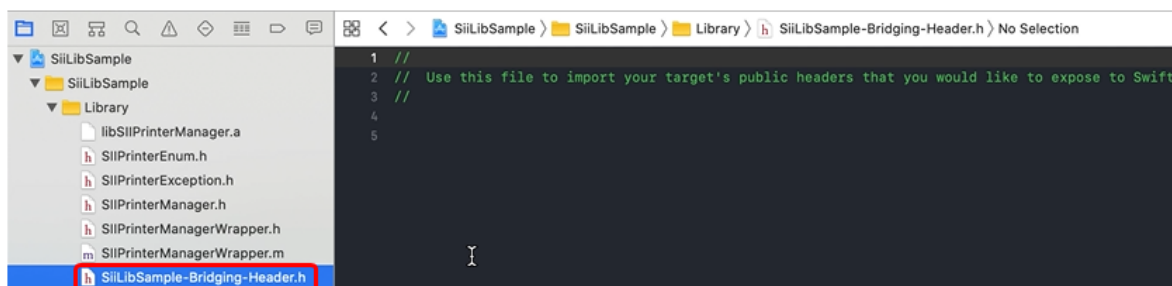 SiiLibSample 〉 SiiLibSample 〉 Library 〉 h SiiLibSample-Bridging-Header.h 〉 No Selection
SiiLibSample
SiiLibSample
Library
libSIIPrinterManager.a
h SIIPrinterEnum.h
h SIIPrinterException.h
h SIIPrinterManager.h
h SIIPrinterManagerWrapper.h
m SIIPrinterManagerWrapper.m
h SiiLibSample-Bridging-Header.h
1 //
2 // Use this file to import your target's public headers that you would like to expose to Swift
3 //
4
5